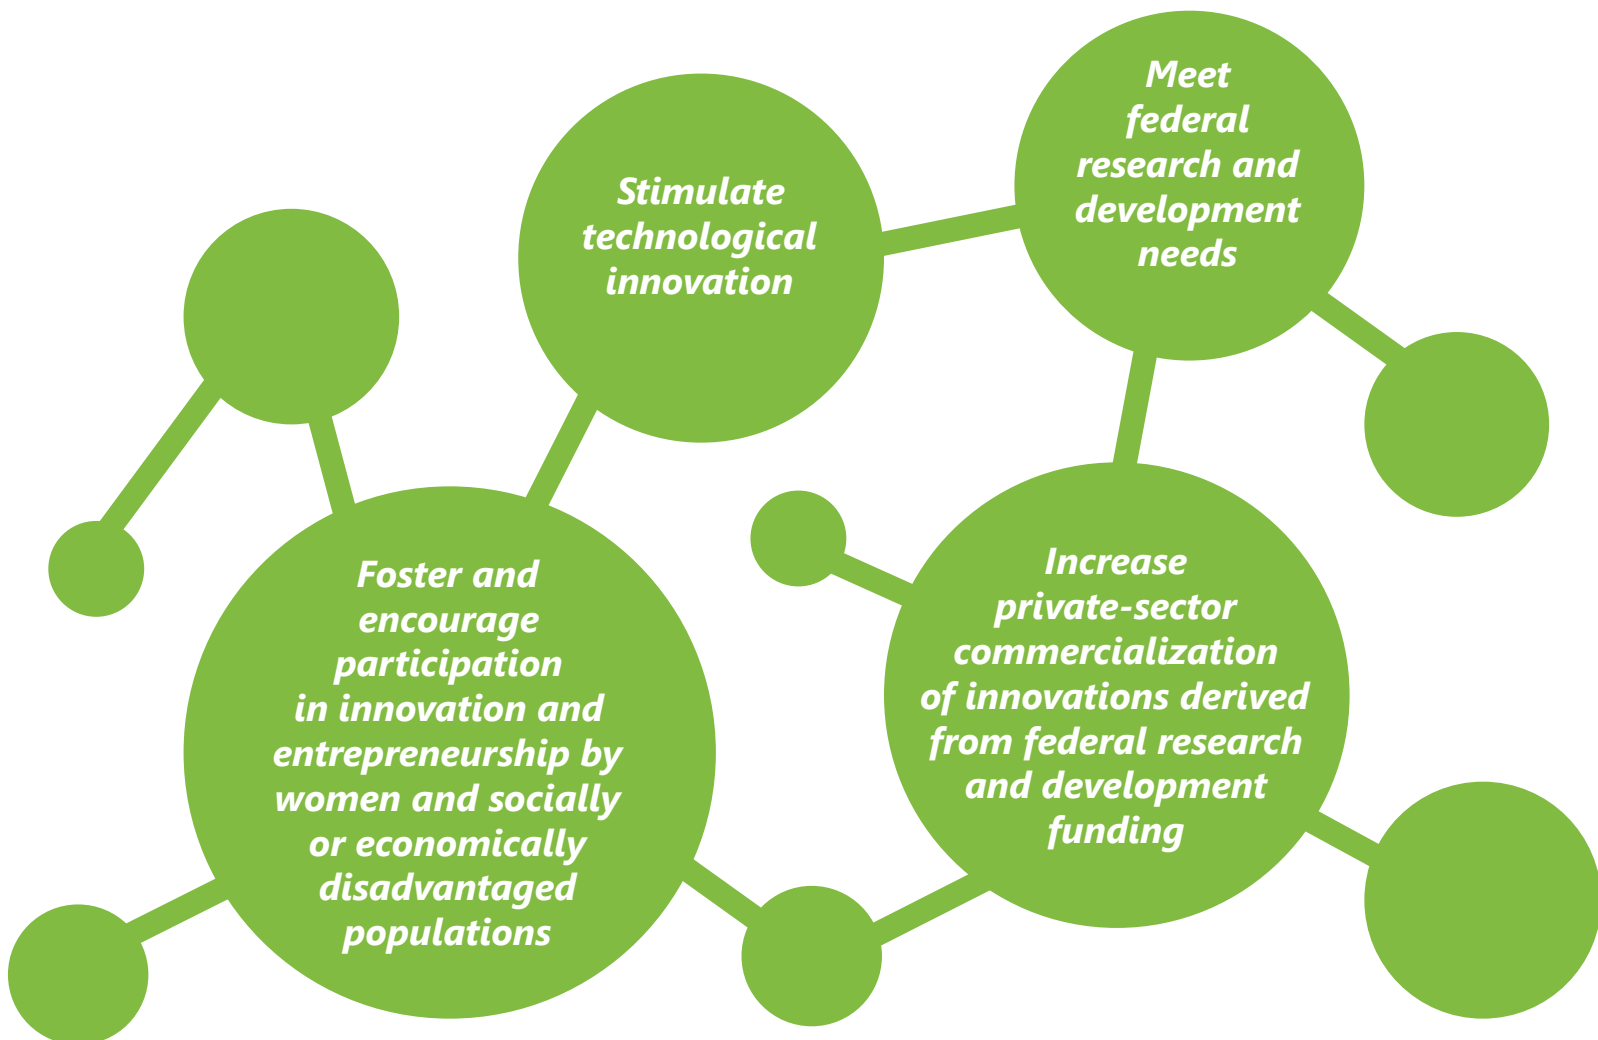 Stimulate
technological
innovation
Meet
federal
research and
development
needs
Foster and
encourage
participation
in innovation and
entrepreneurship by
women and socially
or economically
disadvantaged
populations
Increase
private-sector
commercialization
of innovations derived
from federal research
and development
funding